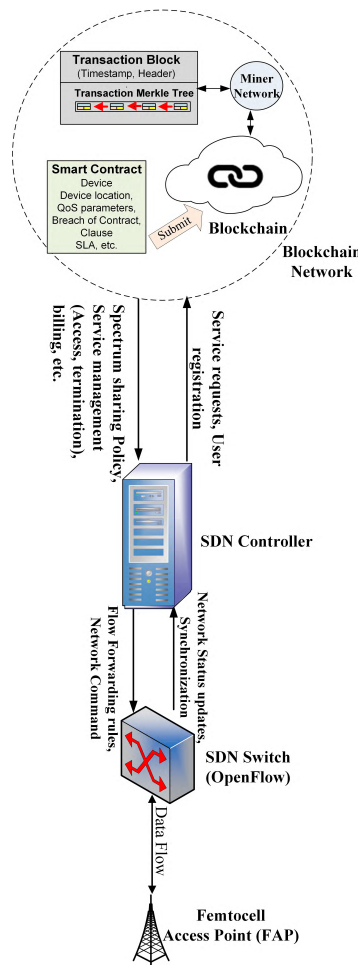 Transaction Block
(Timestamp, Header)
Transaction Merkle Tree
Miner
Network
Smart Contract
Device
Device location,
QoS parameters,
Breach of Contract,
Clause
SLA, etc.
Submit
Blockchain
Blockchain
Network
Spectrum sharing Policy,
Service management
(Access, termination),
billing, etc.
Service requests, User
registration
SDN Controller
Flow Forwarding rules,
Network Command
Network Status updates,
Synchronization
SDN Switch
(OpenFlow)
Data Flow
Femtocell
Access Point (FAP)